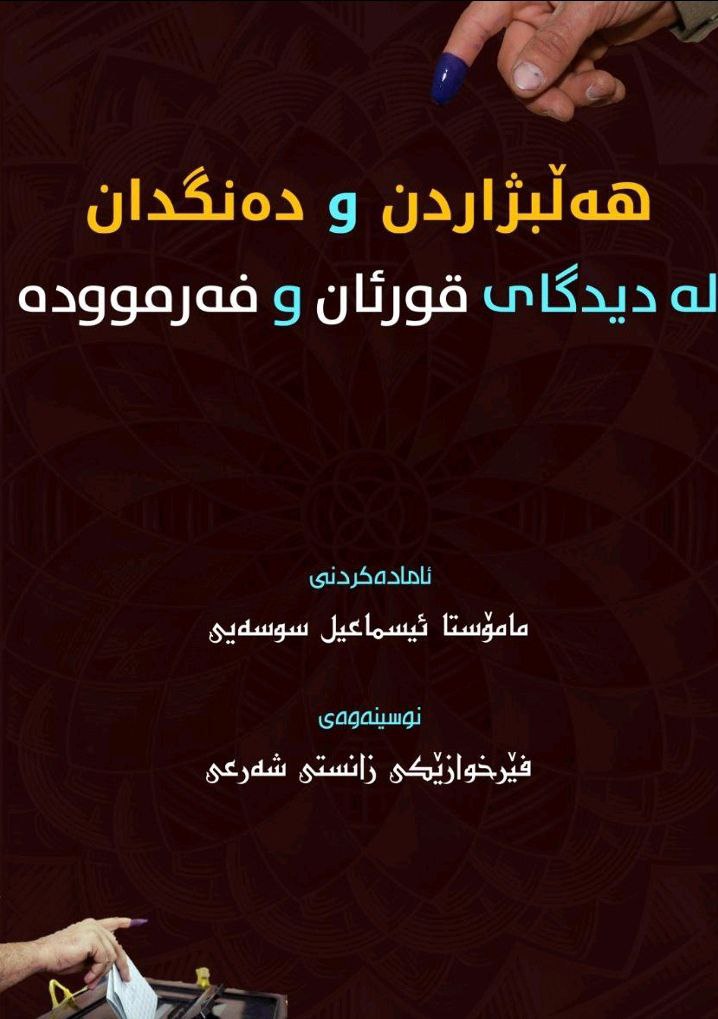 هەڵبژاردن و دەنگدان
لە دیدگای قورئان و فەرموودە
ئامادەکردنی
مامۆستا ئیسماعیل سوسەیی
نوسینەوەی
فێرخوازێکی زانستی شەرعی